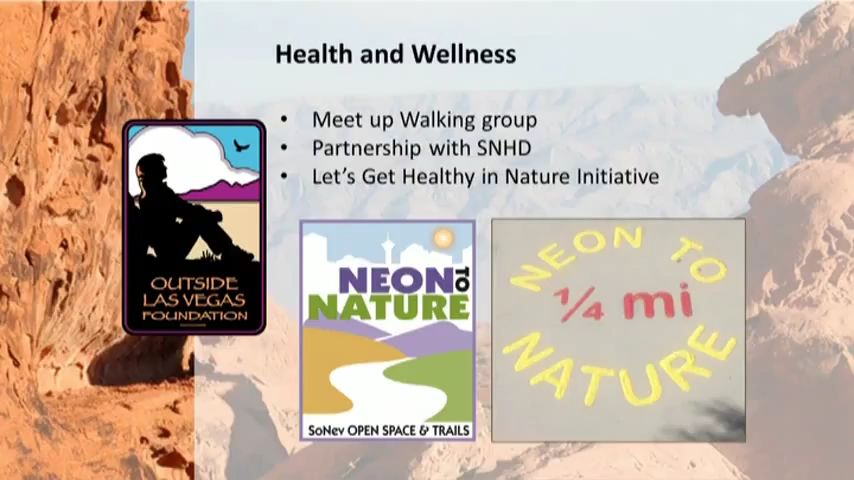 Health and Wellness
• Meet up Walking group
• Partnership with SNHD
• Let's Get Healthy in Nature Initiative
OUTSIDE
LAS VEGAS
FOUNDATION
NEON TO
NATURE
SoNev OPEN SPACE & TRAILS
NEON TO
1/4 mi
NATURE